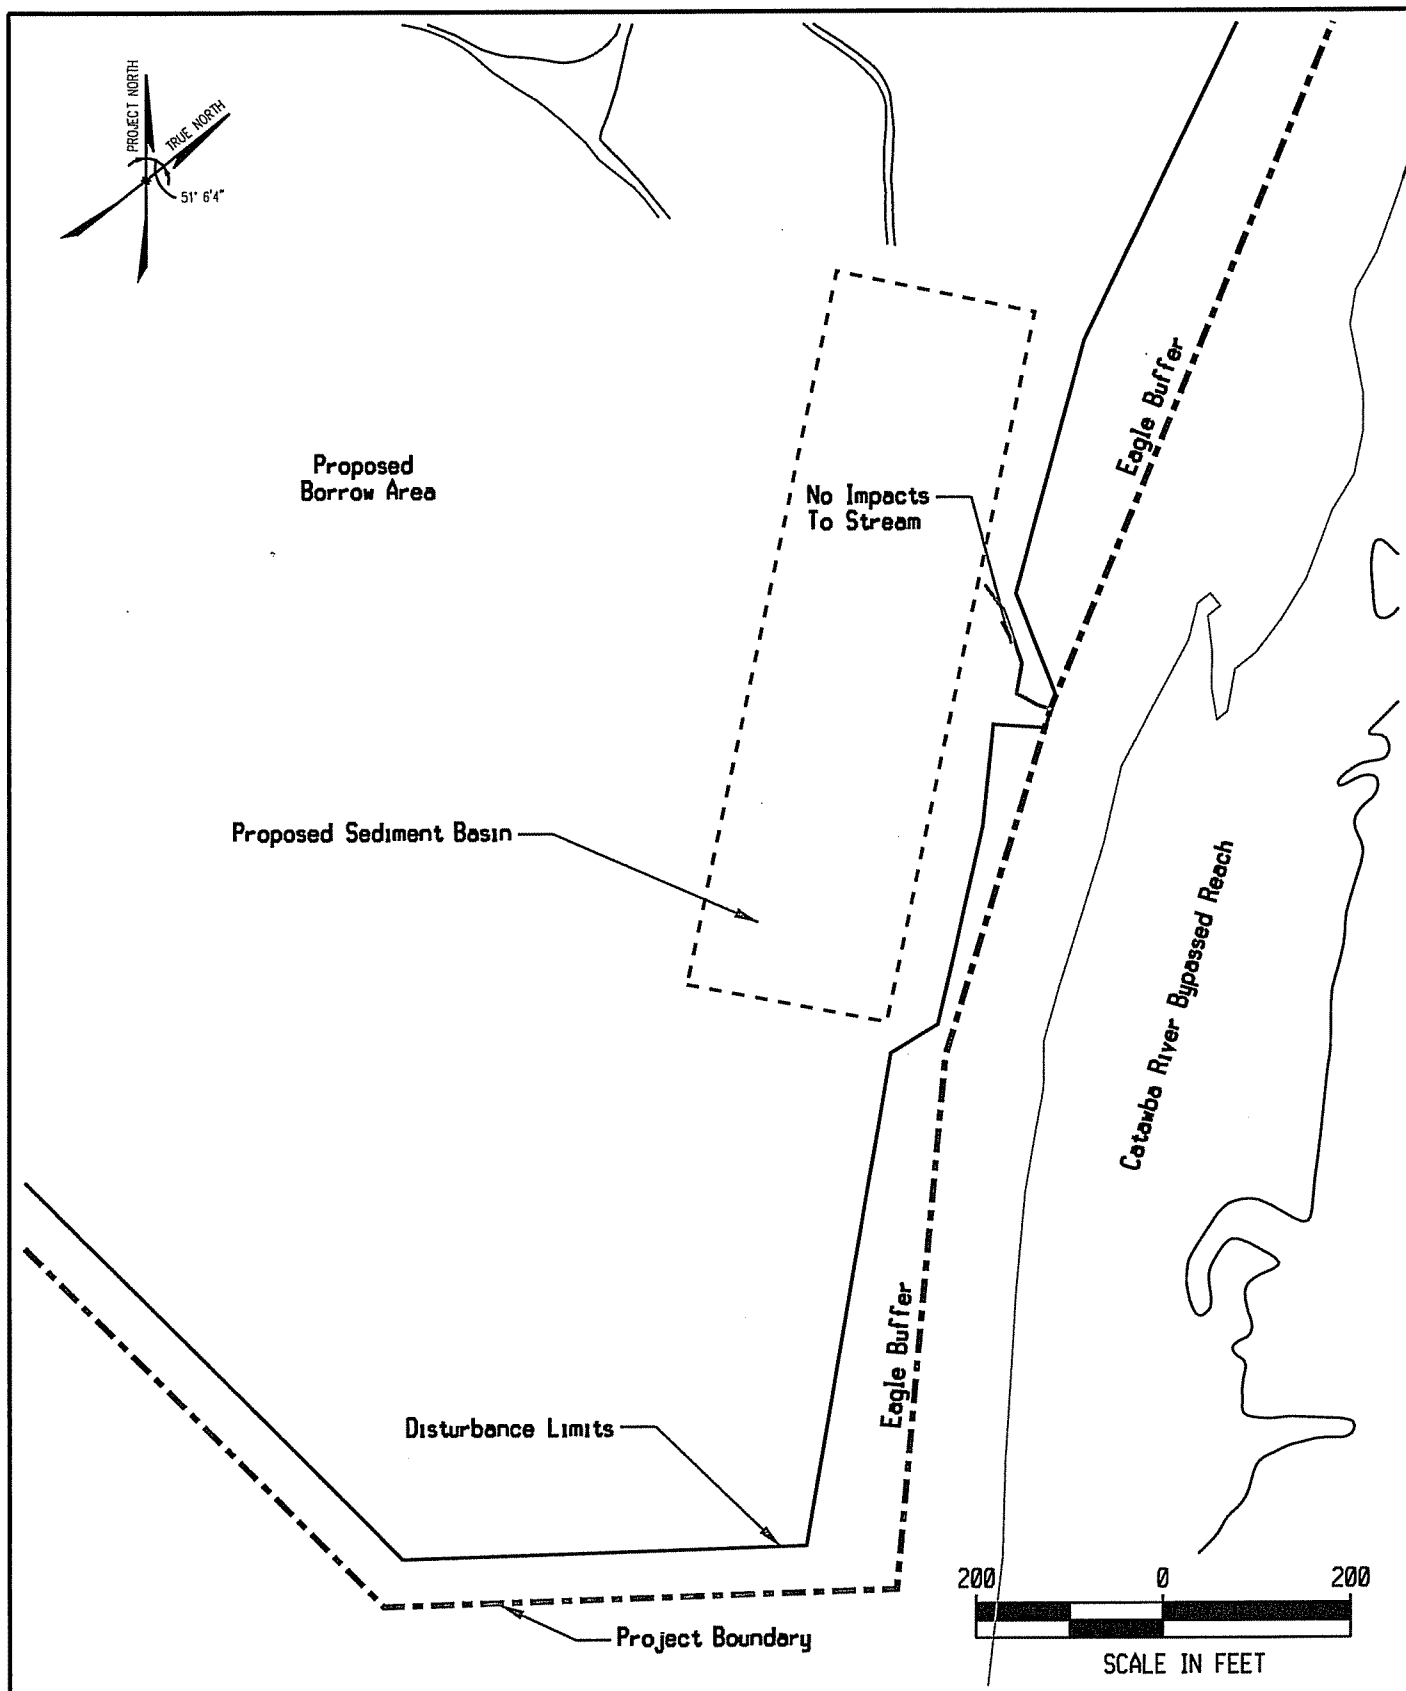 PROJECT NORTH
TRUE NORTH
51° 6'4"
Proposed
Borrow Area
No Impacts
To Stream
Eagle Buffer
Proposed Sediment Basin
Catawba River Bypassed Reach
Eagle Buffer
Disturbance Limits
Project Boundary
200 0 200
SCALE IN FEET